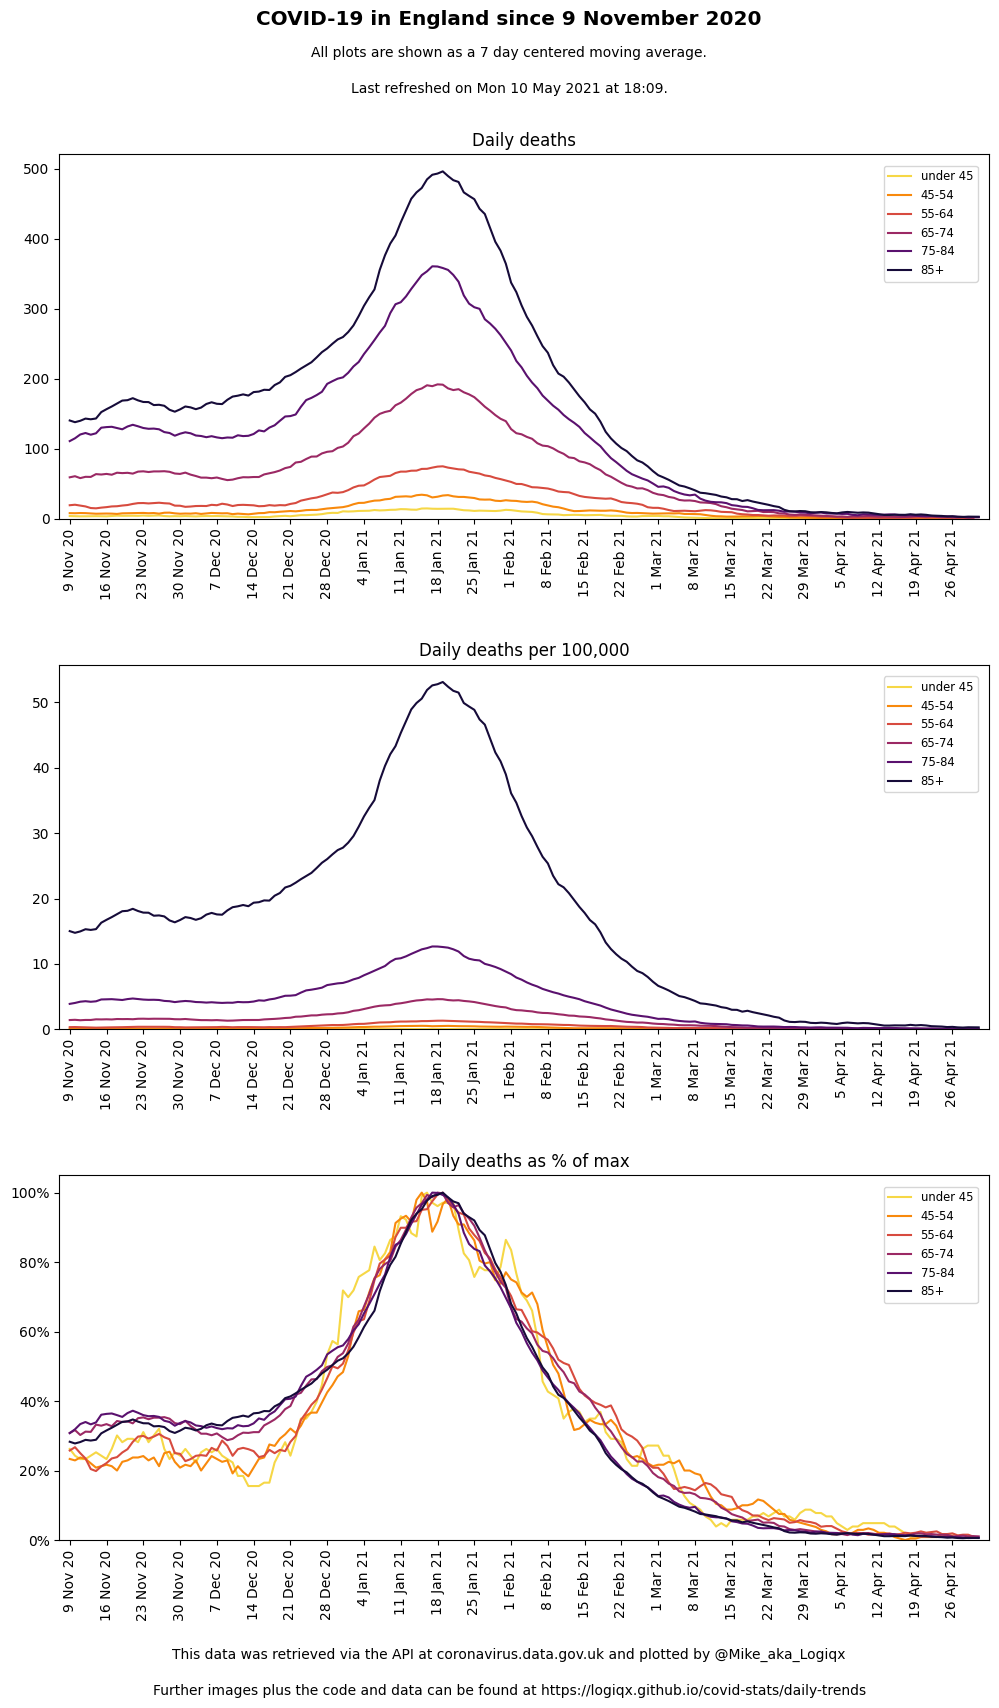 COVID-19 in England since 9 November 2020
All plots are shown as a 7 day centered moving average.
Last refreshed on Mon 10 May 2021 at 18:09.
Daily deaths
500
400
300
200
100
0
under 45
45-54
55-64
65-74
75-84
85+
9 Nov 20
16 Nov 20
23 Nov 20
30 Nov 20
7 Dec 20
14 Dec 20
21 Dec 20
28 Dec 20
4 Jan 21
11 Jan 21
18 Jan 21
25 Jan 21
1 Feb 21
8 Feb 21
15 Feb 21
22 Feb 21
1 Mar 21
8 Mar 21
15 Mar 21
22 Mar 21
29 Mar 21
5 Apr 21
12 Apr 21
19 Apr 21
26 Apr 21
Daily deaths per 100,000
50
40
30
20
10
0
under 45
45-54
55-64
65-74
75-84
85+
9 Nov 20
16 Nov 20
23 Nov 20
30 Nov 20
7 Dec 20
14 Dec 20
21 Dec 20
28 Dec 20
4 Jan 21
11 Jan 21
18 Jan 21
25 Jan 21
1 Feb 21
8 Feb 21
15 Feb 21
22 Feb 21
1 Mar 21
8 Mar 21
15 Mar 21
22 Mar 21
29 Mar 21
5 Apr 21
12 Apr 21
19 Apr 21
26 Apr 21
Daily deaths as % of max
100%
80%
60%
40%
20%
0%
under 45
45-54
55-64
65-74
75-84
85+
9 Nov 20
16 Nov 20
23 Nov 20
30 Nov 20
7 Dec 20
14 Dec 20
21 Dec 20
28 Dec 20
4 Jan 21
11 Jan 21
18 Jan 21
25 Jan 21
1 Feb 21
8 Feb 21
15 Feb 21
22 Feb 21
1 Mar 21
8 Mar 21
15 Mar 21
22 Mar 21
29 Mar 21
5 Apr 21
12 Apr 21
19 Apr 21
26 Apr 21
This data was retrieved via the API at coronavirus.data.gov.uk and plotted by @Mike_aka_Logiqx
Further images plus the code and data can be found at https://logiqx.github.io/covid-stats/daily-trends